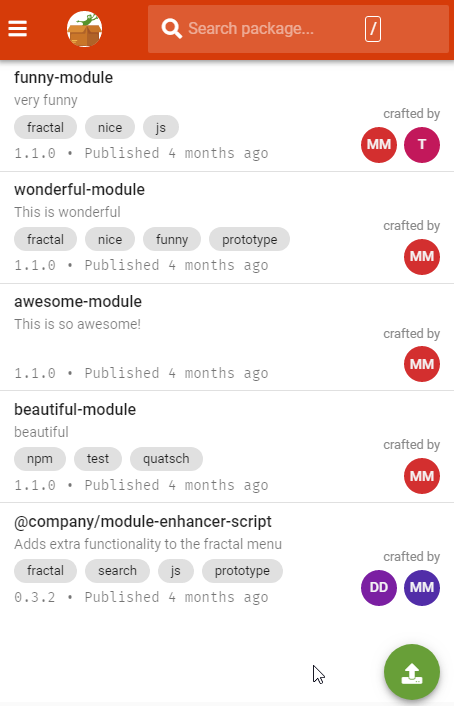 Search package... /
funny-module
very funny
crafted by
fractal nice js
MM T
1.1.0 • Published 4 months ago
wonderful-module
This is wonderful
crafted by
fractal nice funny prototype
MM
1.1.0 • Published 4 months ago
awesome-module
This is so awesome!
crafted by
MM
1.1.0 • Published 4 months ago
beautiful-module
beautiful
crafted by
npm test quatsch
MM
1.1.0 • Published 4 months ago
@company/module-enhancer-script
Adds extra functionality to the fractal menu
crafted by
fractal search js prototype
DD MM
0.3.2 • Published 4 months ago